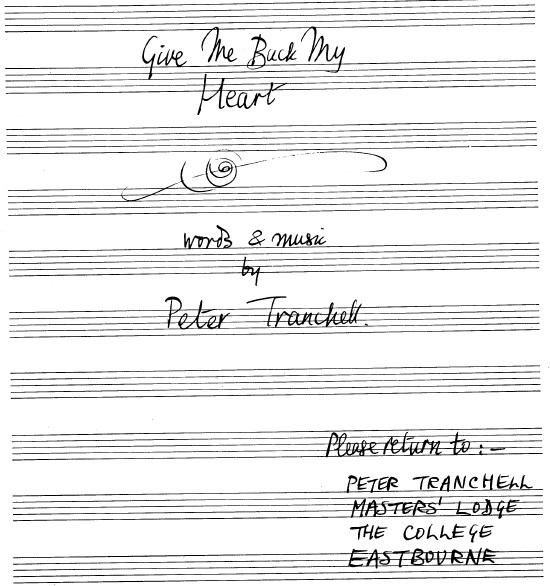 Give Me Back My
Heart
words & music
by
Peter Tranchell.
Please return to :-
PETER TRANCHELL
MASTERS' LODGE
THE COLLEGE
EASTBOURNE